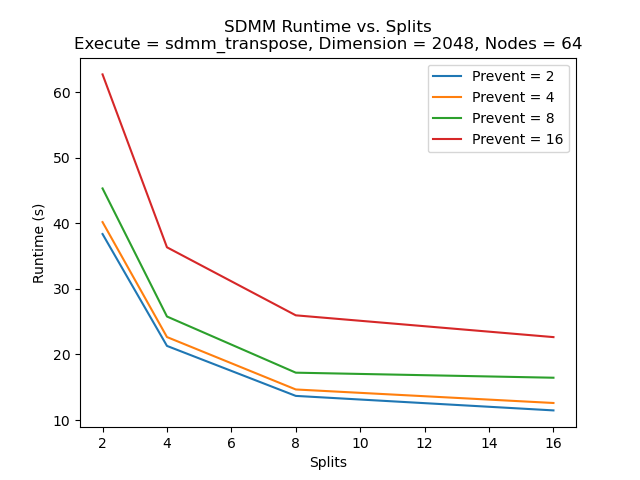 SDMM Runtime vs. Splits
Execute = sdmm_transpose, Dimension = 2048, Nodes = 64
Prevent = 2
Prevent = 4
Prevent = 8
Prevent = 16
Runtime (s)
60
50
40
30
20
10
2 4 6 8 10 12 14 16
Splits